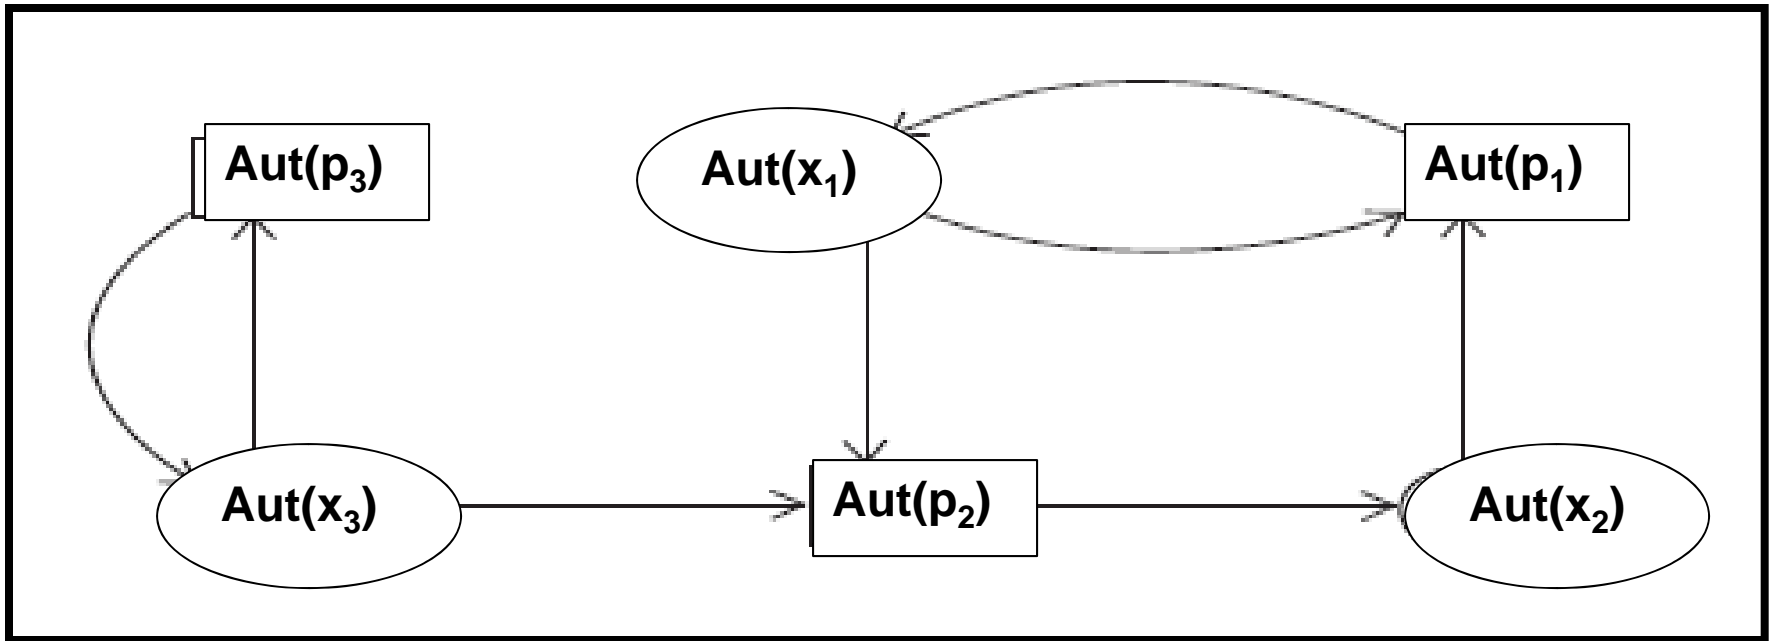 Aut(p₃)
Aut(x₁)
Aut(p₁)
Aut(x₃)
Aut(p₂)
Aut(x₂)